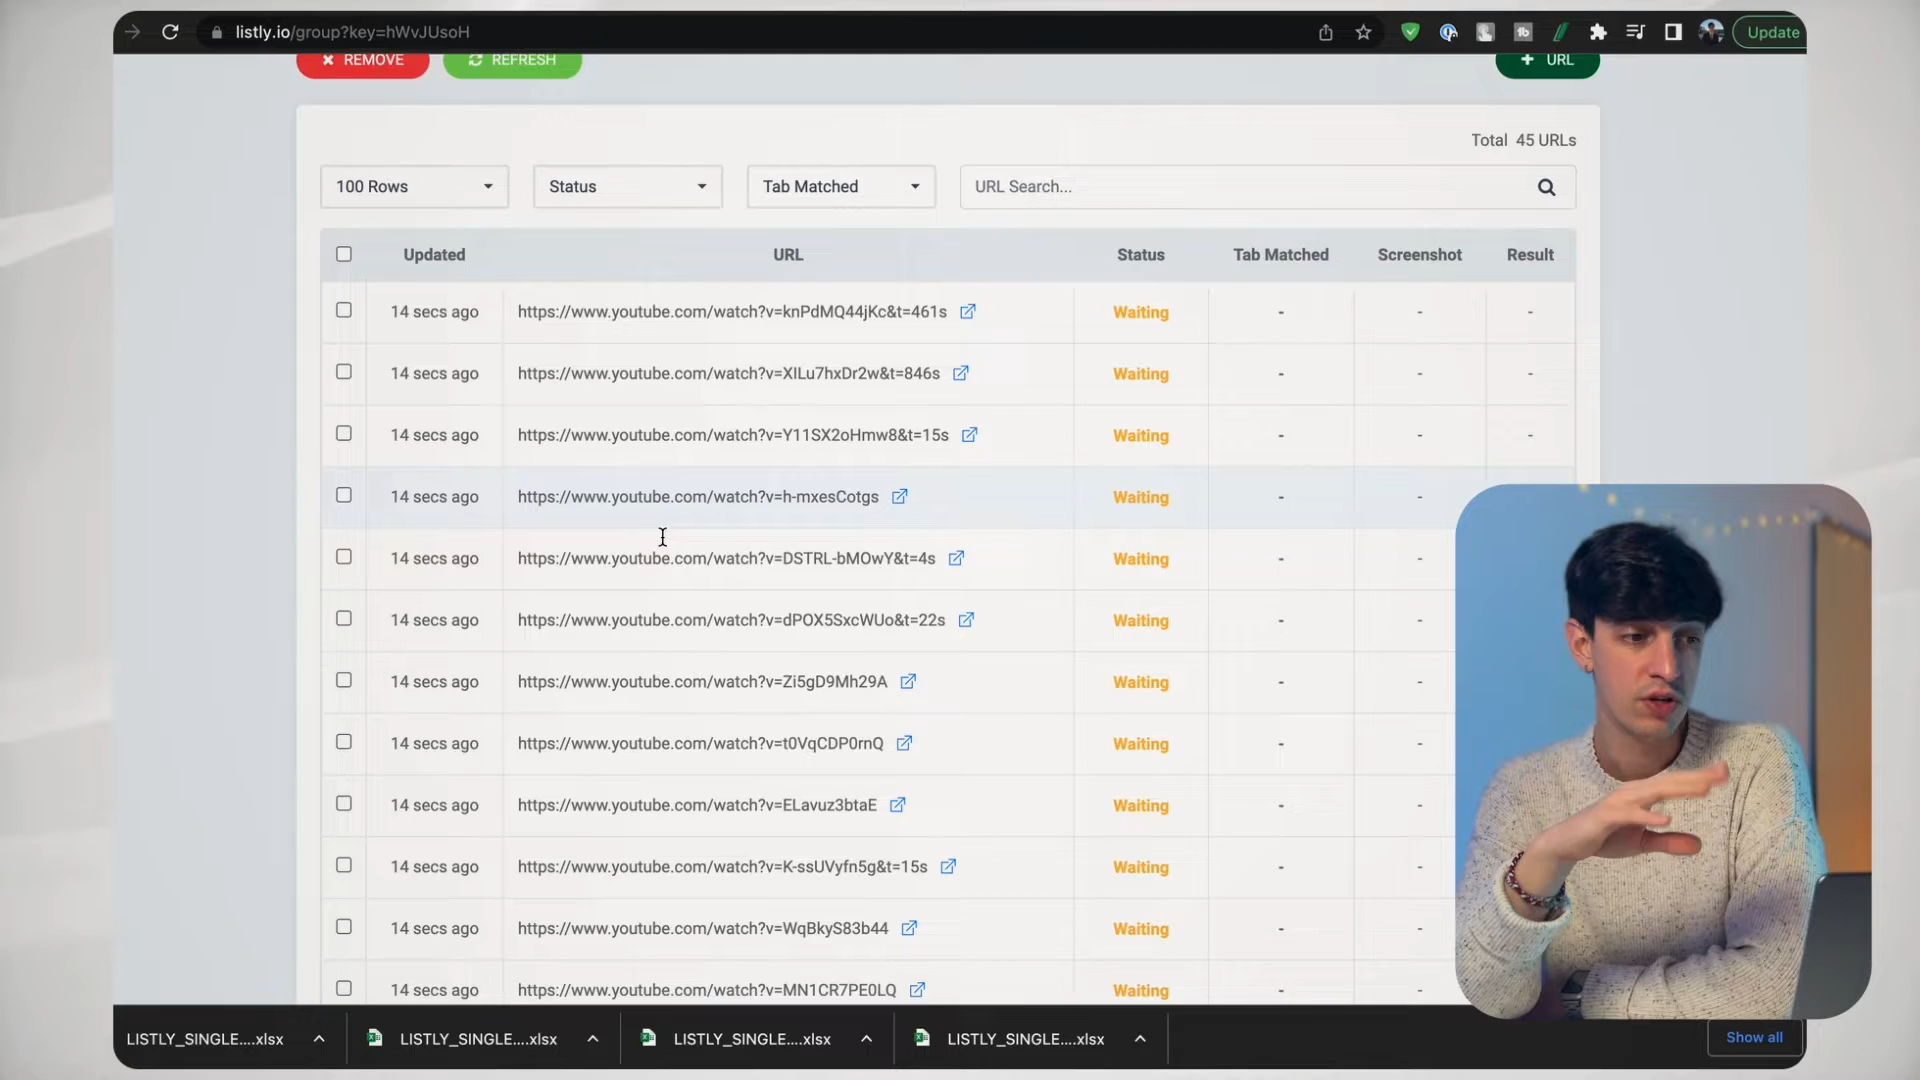 listly.io/group?key=hWvJUsoH
Update
REMOVE
REFRESH
+ URL
Total 45 URLs
100 Rows
Status
Tab Matched
URL Search...
Updated URL Status Tab Matched Screenshot Result
14 secs ago https://www.youtube.com/watch?v=knPdMQ44jKc&t=461s Waiting - - -
14 secs ago https://www.youtube.com/watch?v=XILu7hxDr2w&t=846s Waiting - - -
14 secs ago https://www.youtube.com/watch?v=Y11SX2oHmw8&t=15s Waiting - - -
14 secs ago https://www.youtube.com/watch?v=h-mxesCotgs Waiting - -
14 secs ago https://www.youtube.com/watch?v=DSTRL-bMOwY&t=4s Waiting - -
14 secs ago https://www.youtube.com/watch?v=dPOX5SxcWUo&t=22s Waiting - -
14 secs ago https://www.youtube.com/watch?v=Zi5gD9Mh29A Waiting - -
14 secs ago https://www.youtube.com/watch?v=t0VqCDP0rnQ Waiting - -
14 secs ago https://www.youtube.com/watch?v=ELavuz3btaE Waiting - -
14 secs ago https://www.youtube.com/watch?v=K-ssUVyfn5g&t=15s Waiting - -
14 secs ago https://www.youtube.com/watch?v=WqBkyS83b44 Waiting - -
14 secs ago https://www.youtube.com/watch?v=MN1CR7PE0LQ Waiting - -
LISTLY_SINGLE....xlsx
LISTLY_SINGLE....xlsx
LISTLY_SINGLE....xlsx
LISTLY_SINGLE....xlsx
Show all